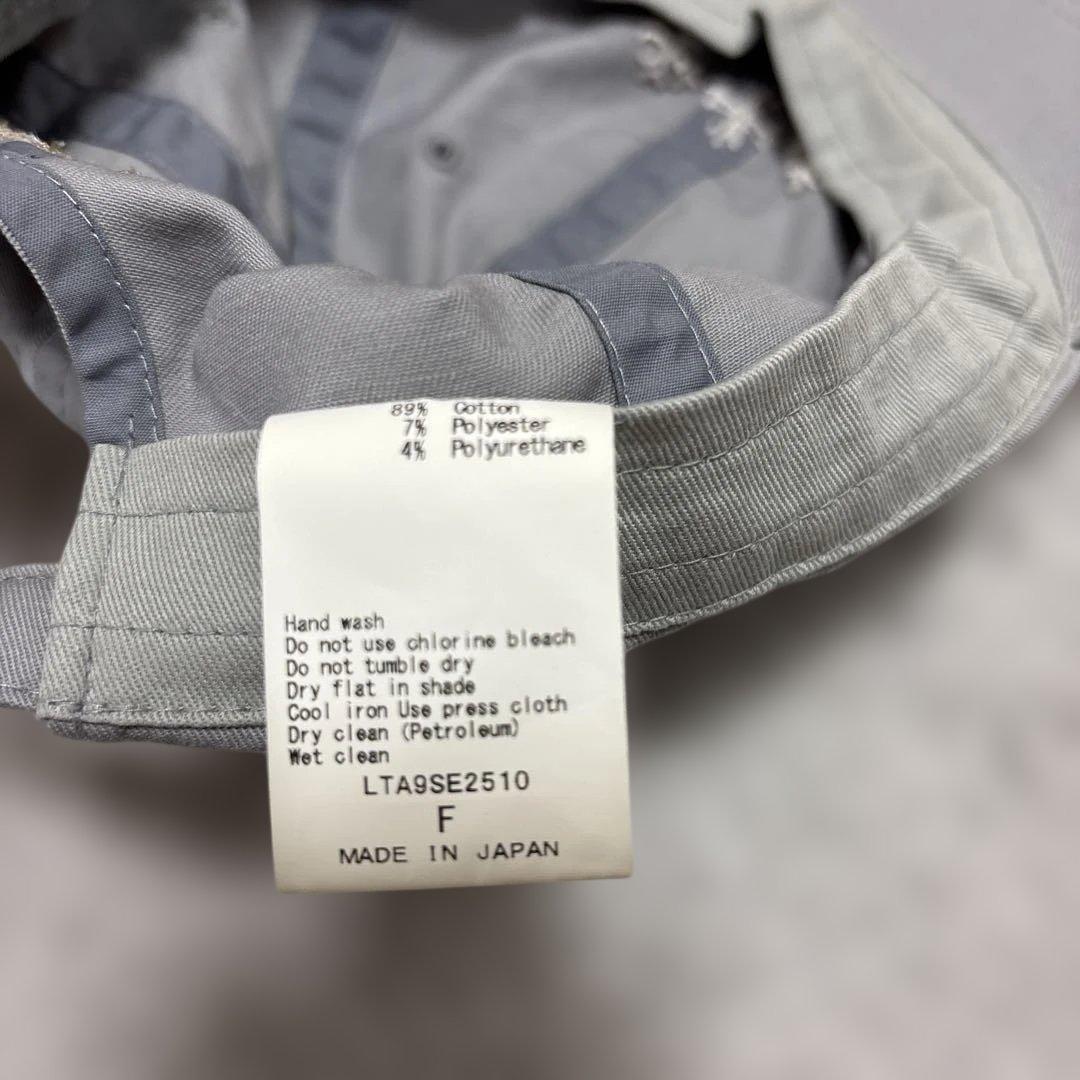 89% Cotton
7% Polyester
4% Polyurethane
Hand wash
Do not use chlorine bleach
Do not tumble dry
Dry flat in shade
Cool iron Use press cloth
Dry clean (Petroleum)
Wet clean
LTA9SE2510
F
MADE IN JAPAN